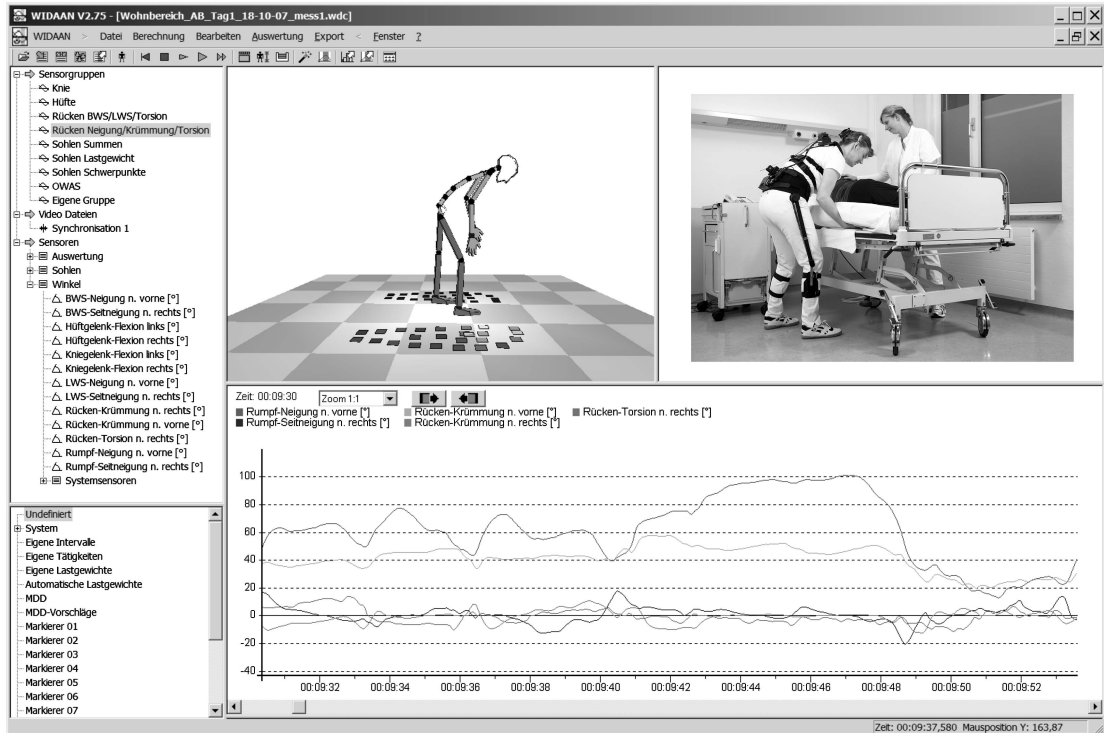 WIDAAN V2.75 - [Wohnbereich_AB_Tag1_18-10-07_mess1.wdc]
WIDAAN > Datei Berechnung Bearbeiten Auswertung Export < Fenster ?
Sensorgruppen
Knie
Hüfte
Rücken BWS/LWS/Torsion
Rücken Neigung/Krümmung/Torsion
Sohlen Summen
Sohlen Lastgewicht
Sohlen Schwerpunkte
OWAS
Eigene Gruppe
Video Dateien
Synchronisation 1
Sensoren
Auswertung
Sohlen
Winkel
BWS-Neigung n. vorne [°]
BWS-Seitneigung n. rechts [°]
Hüftgelenk-Flexion links [°]
Hüftgelenk-Flexion rechts [°]
Kniegelenk-Flexion links [°]
Kniegelenk-Flexion rechts [°]
LWS-Neigung n. vorne [°]
LWS-Seitneigung n. rechts [°]
Rücken-Krümmung n. rechts [°]
Rücken-Krümmung n. vorne [°]
Rücken-Torsion n. rechts [°]
Rumpf-Neigung n. vorne [°]
Rumpf-Seitneigung n. rechts [°]
Systemsensoren
Undefiniert
System
Eigene Intervalle
Eigene Tätigkeiten
Eigene Lastgewichte
Automatische Lastgewichte
MDD
MDD-Vorschläge
Markierer 01
Markierer 02
Markierer 03
Markierer 04
Markierer 05
Markierer 06
Markierer 07
Zeit: 00:09:30 Zoom 1:1
Rumpf-Neigung n. vorne [°] Rücken-Krümmung n. vorne [°] Rücken-Torsion n. rechts [°]
Rumpf-Seitneigung n. rechts [°] Rücken-Krümmung n. rechts [°]
100
80
60
40
20
0
-20
-40
00:09:32 00:09:34 00:09:36 00:09:38 00:09:40 00:09:42 00:09:44 00:09:46 00:09:48 00:09:50 00:09:52
Zeit: 00:09:37,580 Mausposition Y: 163,87